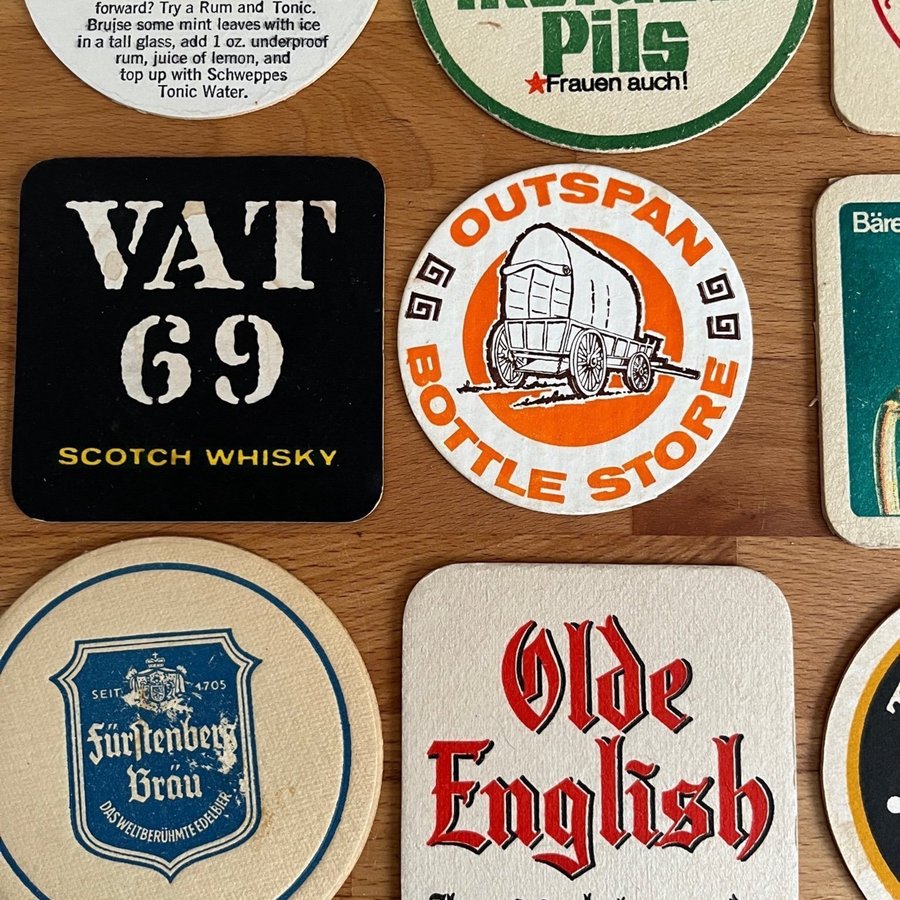 forward? Try a Rum and Tonic.
Bruise some mint leaves with ice
in a tall glass, add 1 oz. underproof
rum, juice of lemon, and
top up with Schweppes
Tonic Water.
Pils
Frauen auch!
VAT
69
SCOTCH WHISKY
OUTSPAN
BOTTLE STORE
Bäre
SEIT 1705
Fürstenberg
Bräu
DAS WELTBERÜHMTE EDELBIER
Olde
English